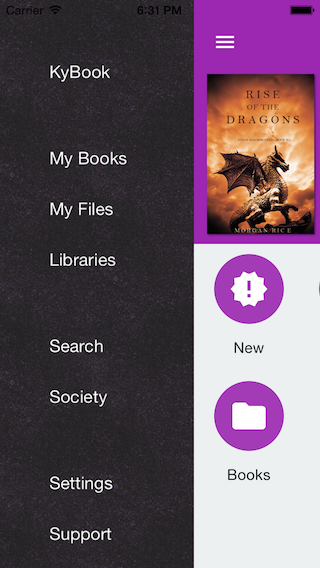 Carrier 6:31 PM
KyBook
My Books
My Files
Libraries
Search
Society
Settings
Support
RISE
OF THE
DRAGONS
MORGAN RICE
New
Books